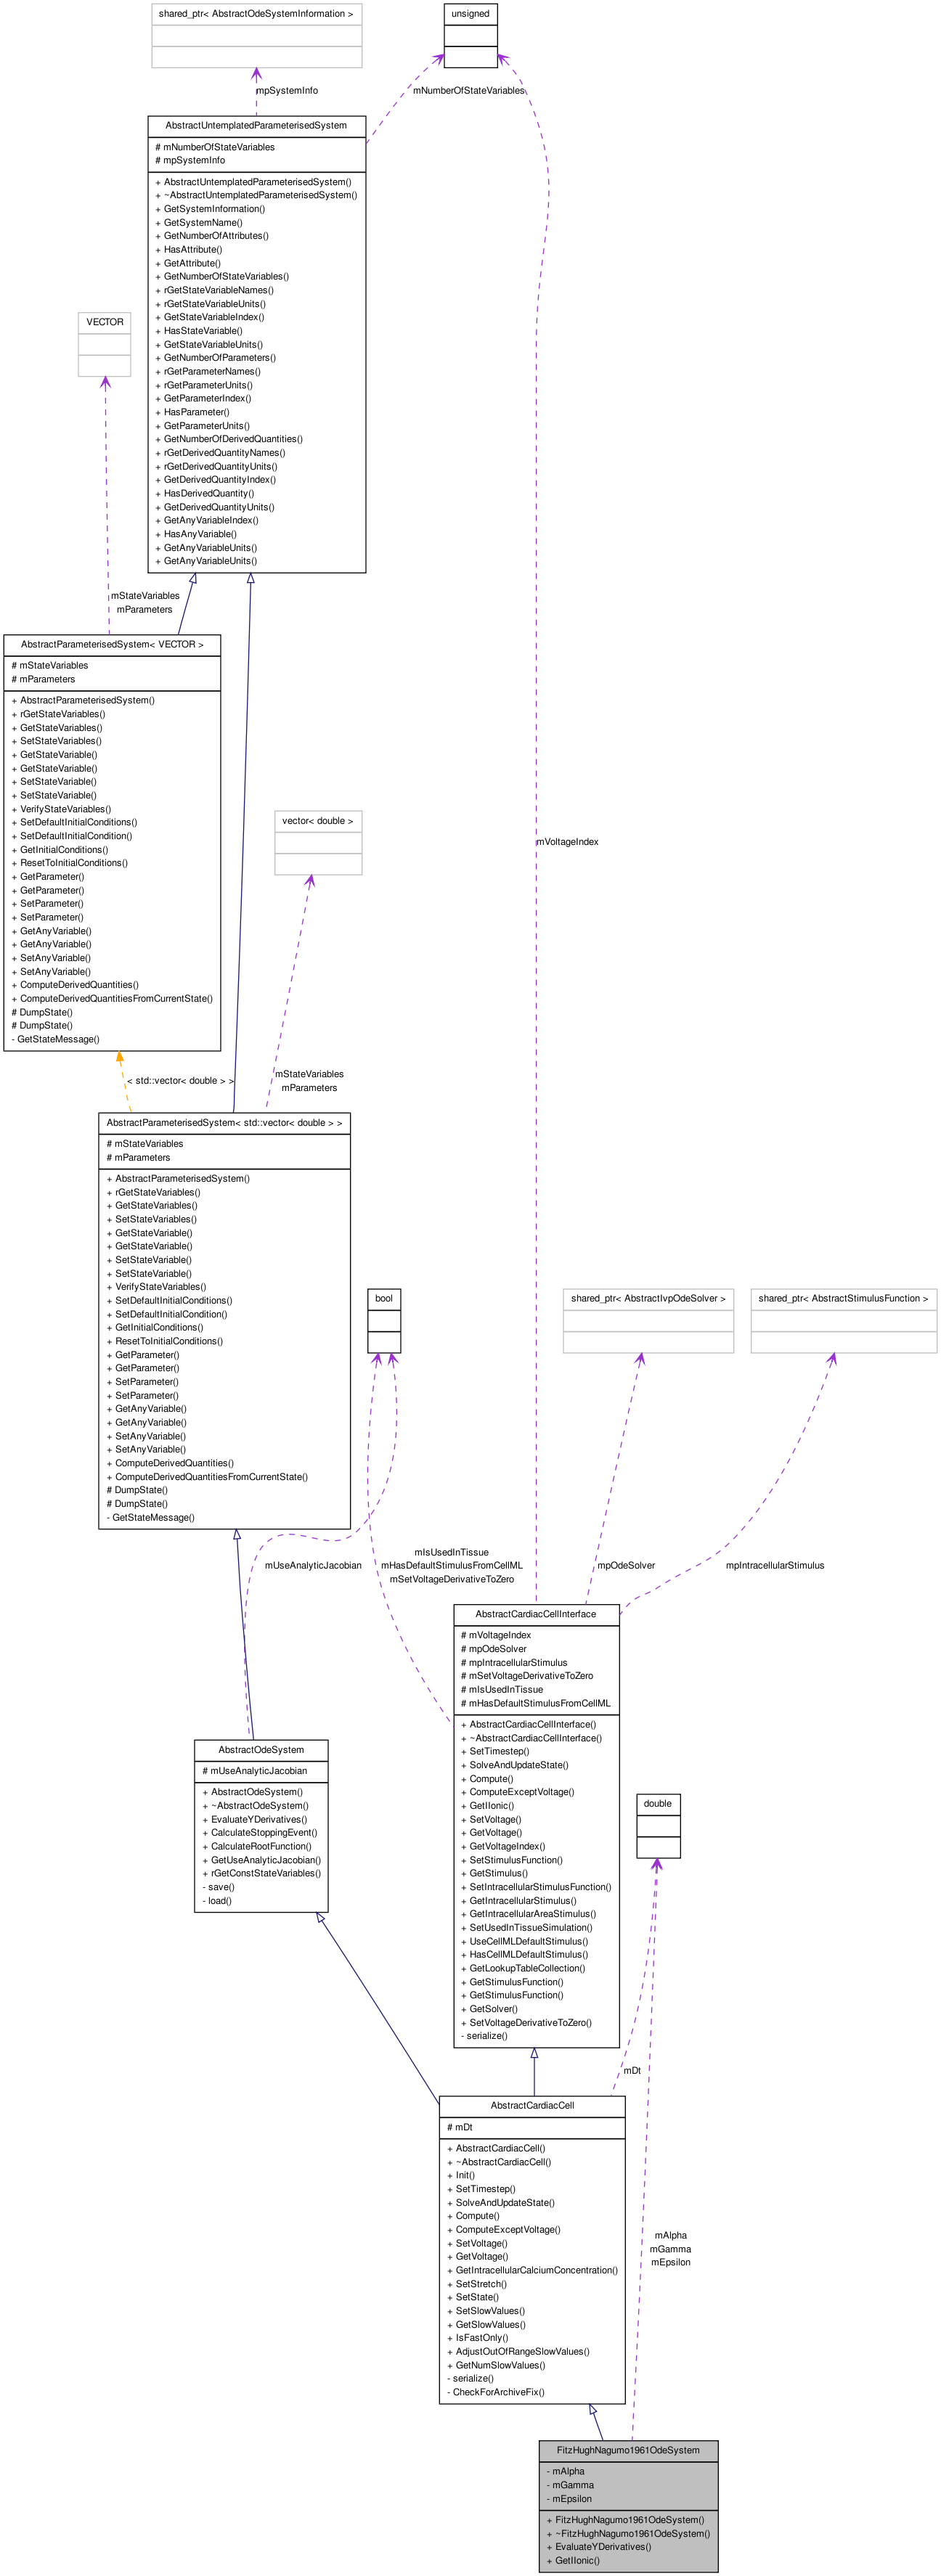 shared_ptr< AbstractOdeSystemInformation >
unsigned
mpSystemInfo
mNumberOfStateVariables
AbstractUntemplatedParameterisedSystem
# mNumberOfStateVariables
# mpSystemInfo
+ AbstractUntemplatedParameterisedSystem()
+ ~AbstractUntemplatedParameterisedSystem()
+ GetSystemInformation()
+ GetSystemName()
+ GetNumberOfAttributes()
+ HasAttribute()
+ GetAttribute()
+ GetNumberOfStateVariables()
+ rGetStateVariableNames()
+ rGetStateVariableUnits()
+ GetStateVariableIndex()
+ HasStateVariable()
+ GetStateVariableUnits()
+ GetNumberOfParameters()
+ rGetParameterNames()
+ rGetParameterUnits()
+ GetParameterIndex()
+ HasParameter()
+ GetParameterUnits()
+ GetNumberOfDerivedQuantities()
+ rGetDerivedQuantityNames()
+ rGetDerivedQuantityUnits()
+ GetDerivedQuantityIndex()
+ HasDerivedQuantity()
+ GetDerivedQuantityUnits()
+ GetAnyVariableIndex()
+ HasAnyVariable()
+ GetAnyVariableUnits()
+ GetAnyVariableUnits()
VECTOR
mStateVariables
mParameters
AbstractParameterisedSystem< VECTOR >
# mStateVariables
# mParameters
+ AbstractParameterisedSystem()
+ rGetStateVariables()
+ GetStateVariables()
+ SetStateVariables()
+ GetStateVariable()
+ GetStateVariable()
+ SetStateVariable()
+ SetStateVariable()
+ VerifyStateVariables()
+ SetDefaultInitialConditions()
+ SetDefaultInitialCondition()
+ GetInitialConditions()
+ ResetToInitialConditions()
+ GetParameter()
+ GetParameter()
+ SetParameter()
+ SetParameter()
+ GetAnyVariable()
+ GetAnyVariable()
+ SetAnyVariable()
+ SetAnyVariable()
+ ComputeDerivedQuantities()
+ ComputeDerivedQuantitiesFromCurrentState()
# DumpState()
# DumpState()
- GetStateMessage()
vector< double >
mVoltageIndex
< std::vector< double > >
mStateVariables
mParameters
AbstractParameterisedSystem< std::vector< double > >
# mStateVariables
# mParameters
+ AbstractParameterisedSystem()
+ rGetStateVariables()
+ GetStateVariables()
+ SetStateVariables()
+ GetStateVariable()
+ GetStateVariable()
+ SetStateVariable()
+ SetStateVariable()
+ VerifyStateVariables()
+ SetDefaultInitialConditions()
+ SetDefaultInitialCondition()
+ GetInitialConditions()
+ ResetToInitialConditions()
+ GetParameter()
+ GetParameter()
+ SetParameter()
+ SetParameter()
+ GetAnyVariable()
+ GetAnyVariable()
+ SetAnyVariable()
+ SetAnyVariable()
+ ComputeDerivedQuantities()
+ ComputeDerivedQuantitiesFromCurrentState()
# DumpState()
# DumpState()
- GetStateMessage()
bool
shared_ptr< AbstractIvpOdeSolver >
shared_ptr< AbstractStimulusFunction >
mUseAnalyticJacobian
mIsUsedInTissue
mHasDefaultStimulusFromCellML
mSetVoltageDerivativeToZero
mpOdeSolver
mpIntracellularStimulus
AbstractCardiacCellInterface
# mVoltageIndex
# mpOdeSolver
# mpIntracellularStimulus
# mSetVoltageDerivativeToZero
# mIsUsedInTissue
# mHasDefaultStimulusFromCellML
+ AbstractCardiacCellInterface()
+ ~AbstractCardiacCellInterface()
+ SetTimestep()
+ SolveAndUpdateState()
+ Compute()
+ ComputeExceptVoltage()
+ GetIIonic()
+ SetVoltage()
+ GetVoltage()
+ GetVoltageIndex()
+ SetStimulusFunction()
+ GetStimulus()
+ SetIntracellularStimulusFunction()
+ GetIntracellularStimulus()
+ GetIntracellularAreaStimulus()
+ SetUsedInTissueSimulation()
+ UseCellMLDefaultStimulus()
+ HasCellMLDefaultStimulus()
+ GetLookupTableCollection()
+ GetStimulusFunction()
+ GetStimulusFunction()
+ GetSolver()
+ SetVoltageDerivativeToZero()
- serialize()
AbstractOdeSystem
# mUseAnalyticJacobian
+ AbstractOdeSystem()
+ ~AbstractOdeSystem()
+ EvaluateYDerivatives()
+ CalculateStoppingEvent()
+ CalculateRootFunction()
+ GetUseAnalyticJacobian()
+ rGetConstStateVariables()
- save()
- load()
double
mDt
AbstractCardiacCell
# mDt
+ AbstractCardiacCell()
+ ~AbstractCardiacCell()
+ Init()
+ SetTimestep()
+ SolveAndUpdateState()
+ Compute()
+ ComputeExceptVoltage()
+ SetVoltage()
+ GetVoltage()
+ GetIntracellularCalciumConcentration()
+ SetStretch()
+ SetState()
+ SetSlowValues()
+ GetSlowValues()
+ IsFastOnly()
+ AdjustOutOfRangeSlowValues()
+ GetNumSlowValues()
- serialize()
- CheckForArchiveFix()
mAlpha
mGamma
mEpsilon
FitzHughNagumo1961OdeSystem
- mAlpha
- mGamma
- mEpsilon
+ FitzHughNagumo1961OdeSystem()
+ ~FitzHughNagumo1961OdeSystem()
+ EvaluateYDerivatives()
+ GetIIonic()